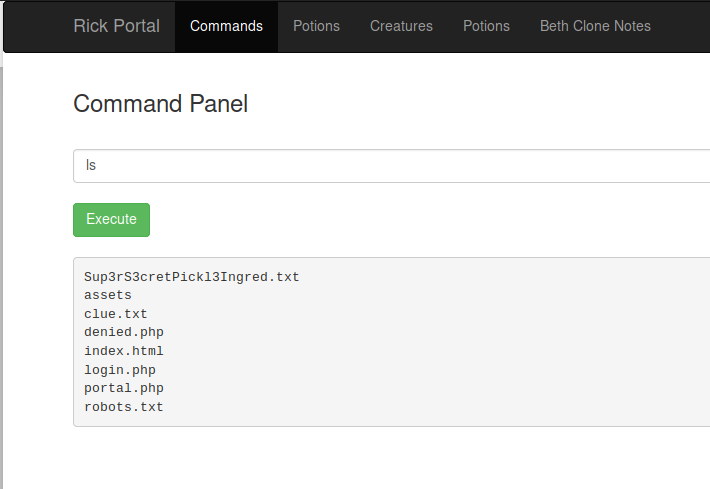 Rick Portal Commands Potions Creatures Potions Beth Clone Notes
Command Panel
ls
Execute
Sup3rS3cretPickl3Ingred.txt
assets
clue.txt
denied.php
index.html
login.php
portal.php
robots.txt